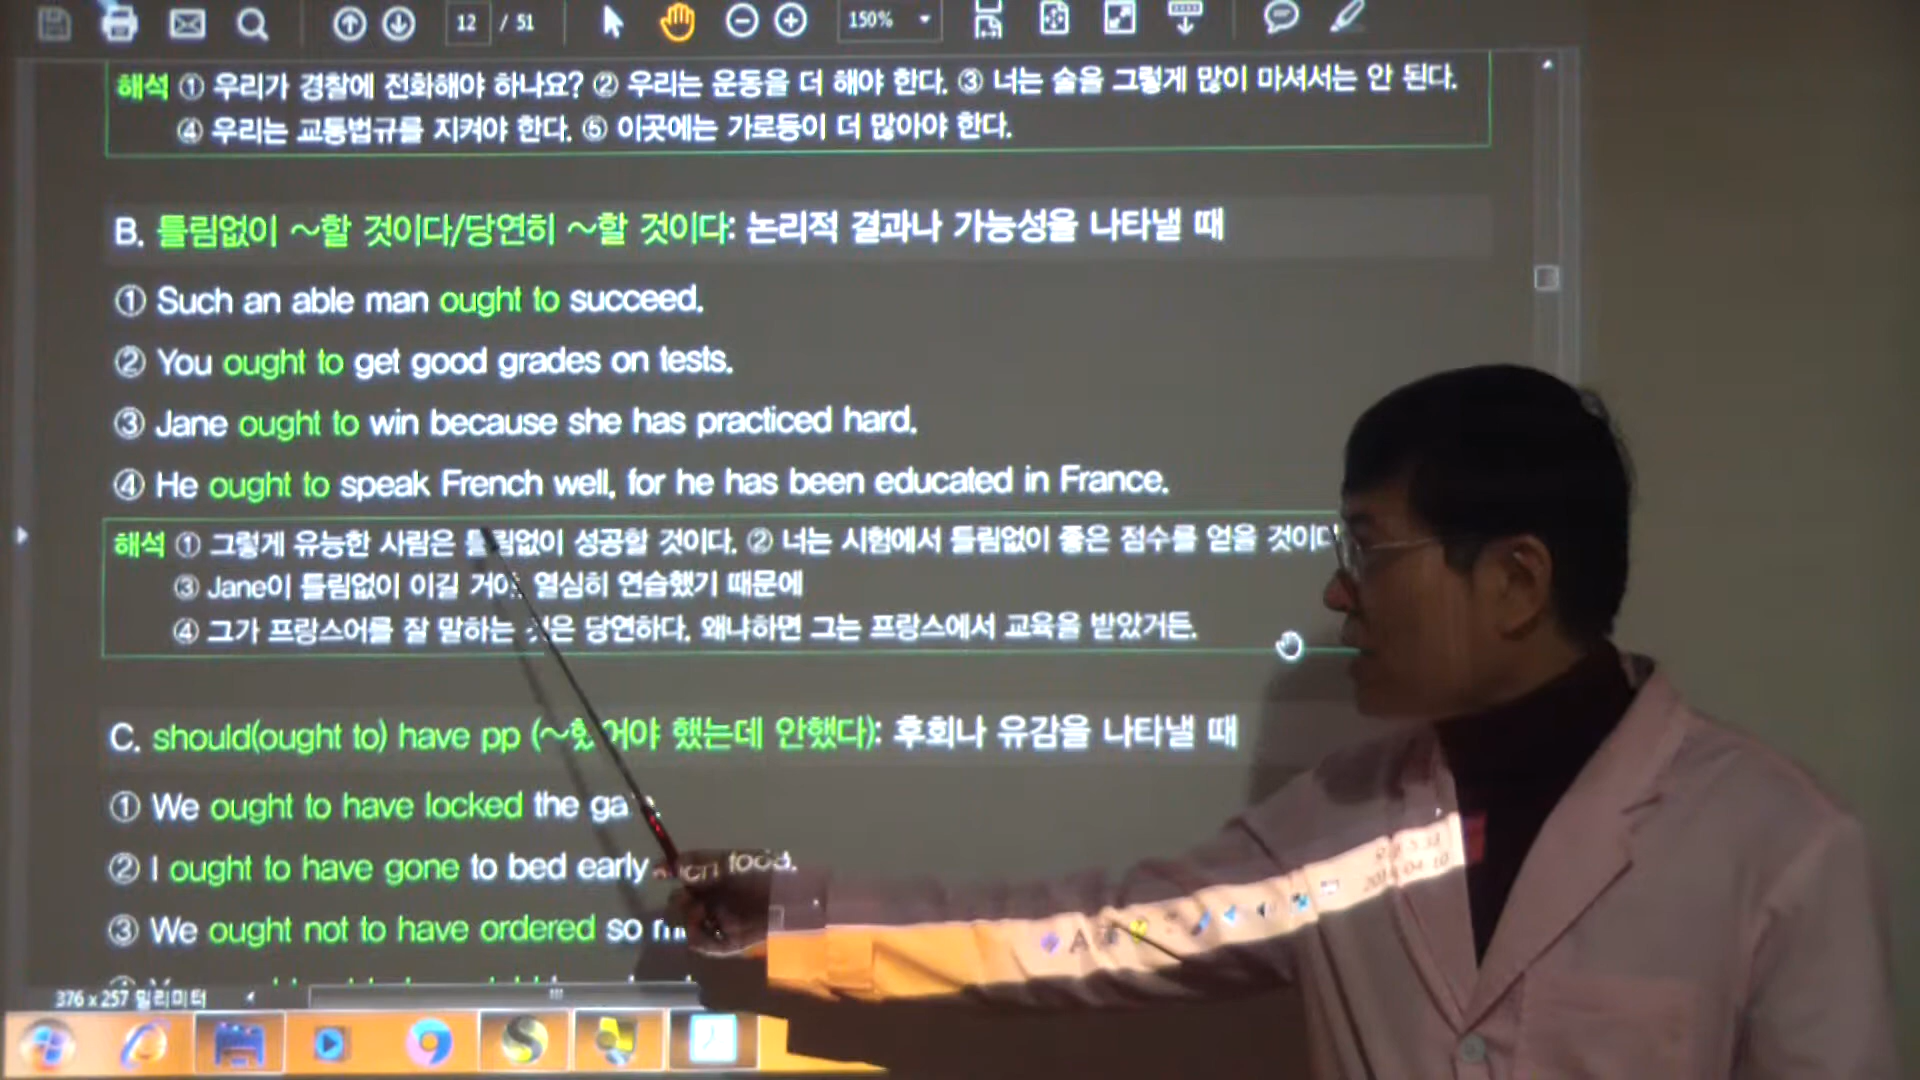 12 / 51 150%
해석 ① 우리가 경찰에 전화해야 하나요? ② 우리는 운동을 더 해야 한다. ③ 너는 술을 그렇게 많이 마셔서는 안 된다.
④ 우리는 교통법규를 지켜야 한다. ⑤ 이곳에는 가로등이 더 많아야 한다.
B. 틀림없이 ~할 것이다/당연히 ~할 것이다: 논리적 결과나 가능성을 나타낼 때
① Such an able man ought to succeed.
② You ought to get good grades on tests.
③ Jane ought to win because she has practiced hard.
④ He ought to speak French well, for he has been educated in France.
해석 ① 그렇게 유능한 사람은 틀림없이 성공할 것이다. ② 너는 시험에서 틀림없이 좋은 점수를 얻을 것이다
③ Jane이 틀림없이 이길 거야, 열심히 연습했기 때문에
④ 그가 프랑스어를 잘 말하는 것은 당연하다. 왜냐하면 그는 프랑스에서 교육을 받았거든.
C. should(ought to) have pp (~했어야 했는데 안했다): 후회나 유감을 나타낼 때
① We ought to have locked the
② I ought to have gone to bed early
food.
③ We ought not to have ordered so
376 x 257 밀리미터
A